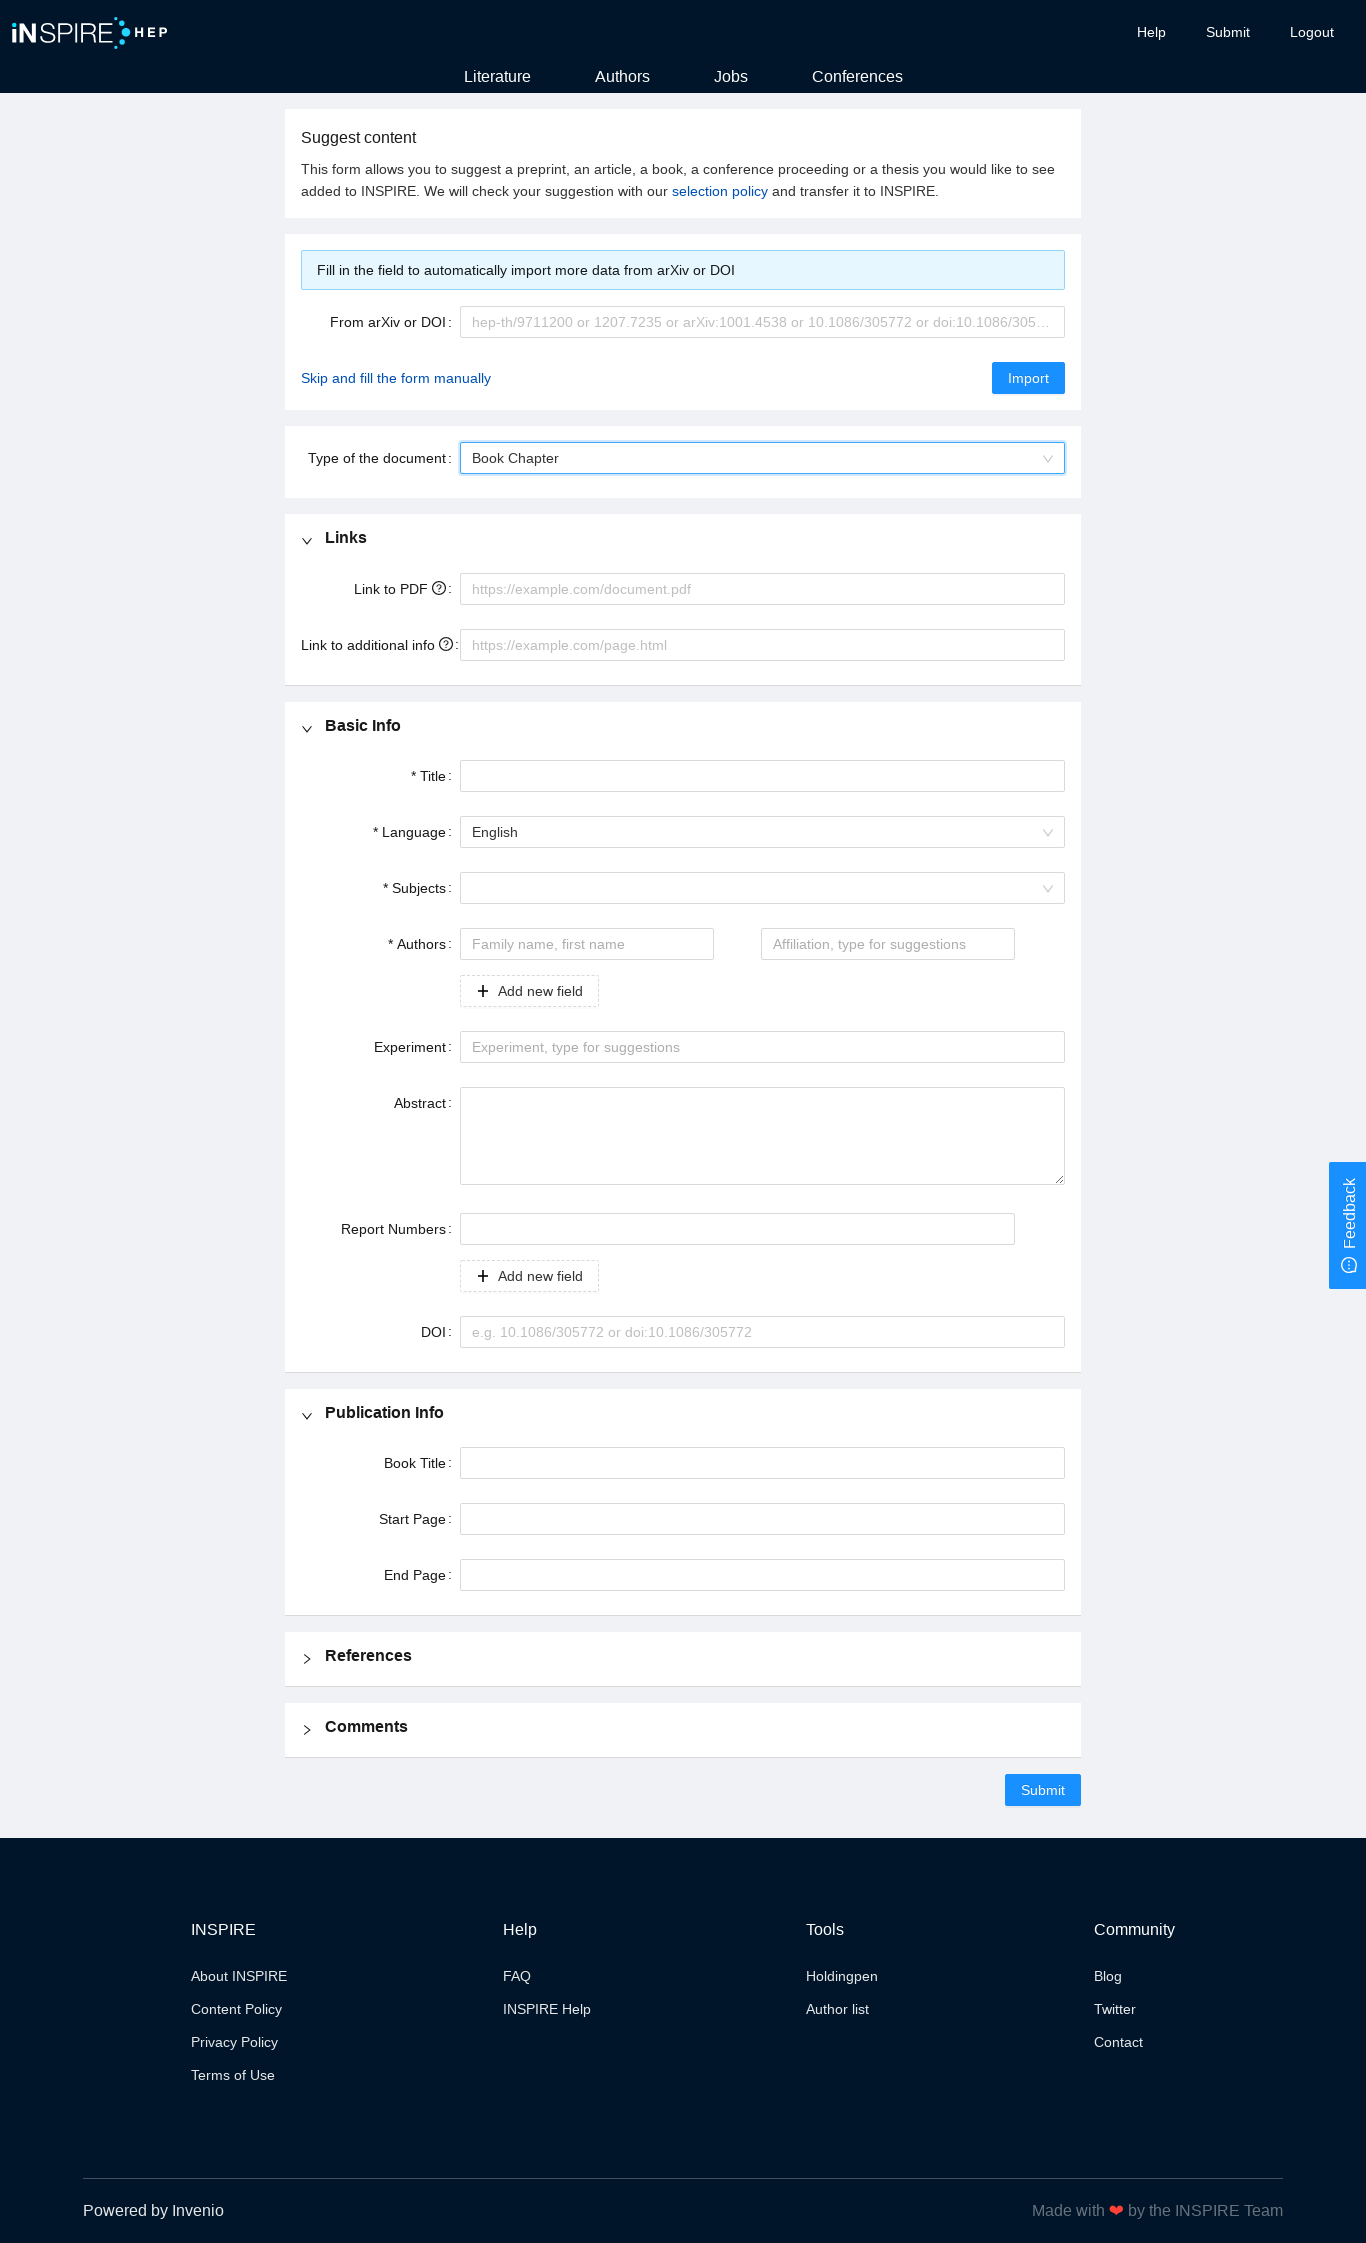 iNSPIRE HEP
Help Submit Logout
Literature Authors Jobs Conferences
Suggest content
This form allows you to suggest a preprint, an article, a book, a conference proceeding or a thesis you would like to see
added to INSPIRE. We will check your suggestion with our selection policy and transfer it to INSPIRE.
Fill in the field to automatically import more data from arXiv or DOI
From arXiv or DOI : hep-th/9711200 or 1207.7235 or arXiv:1001.4538 or 10.1086/305772 or doi:10.1086/305…
Skip and fill the form manually Import
Type of the document : Book Chapter
Links
Link to PDF : https://example.com/document.pdf
Link to additional info : https://example.com/page.html
Basic Info
* Title :
* Language : English
* Subjects :
* Authors : Family name, first name Affiliation, type for suggestions
+ Add new field
Experiment : Experiment, type for suggestions
Abstract :
Feedback
Report Numbers :
+ Add new field
DOI : e.g. 10.1086/305772 or doi:10.1086/305772
Publication Info
Book Title :
Start Page :
End Page :
References
Comments
Submit
INSPIRE Help Tools Community
About INSPIRE FAQ Holdingpen Blog
Content Policy INSPIRE Help Author list Twitter
Privacy Policy Contact
Terms of Use
Powered by Invenio Made with ❤ by the INSPIRE Team